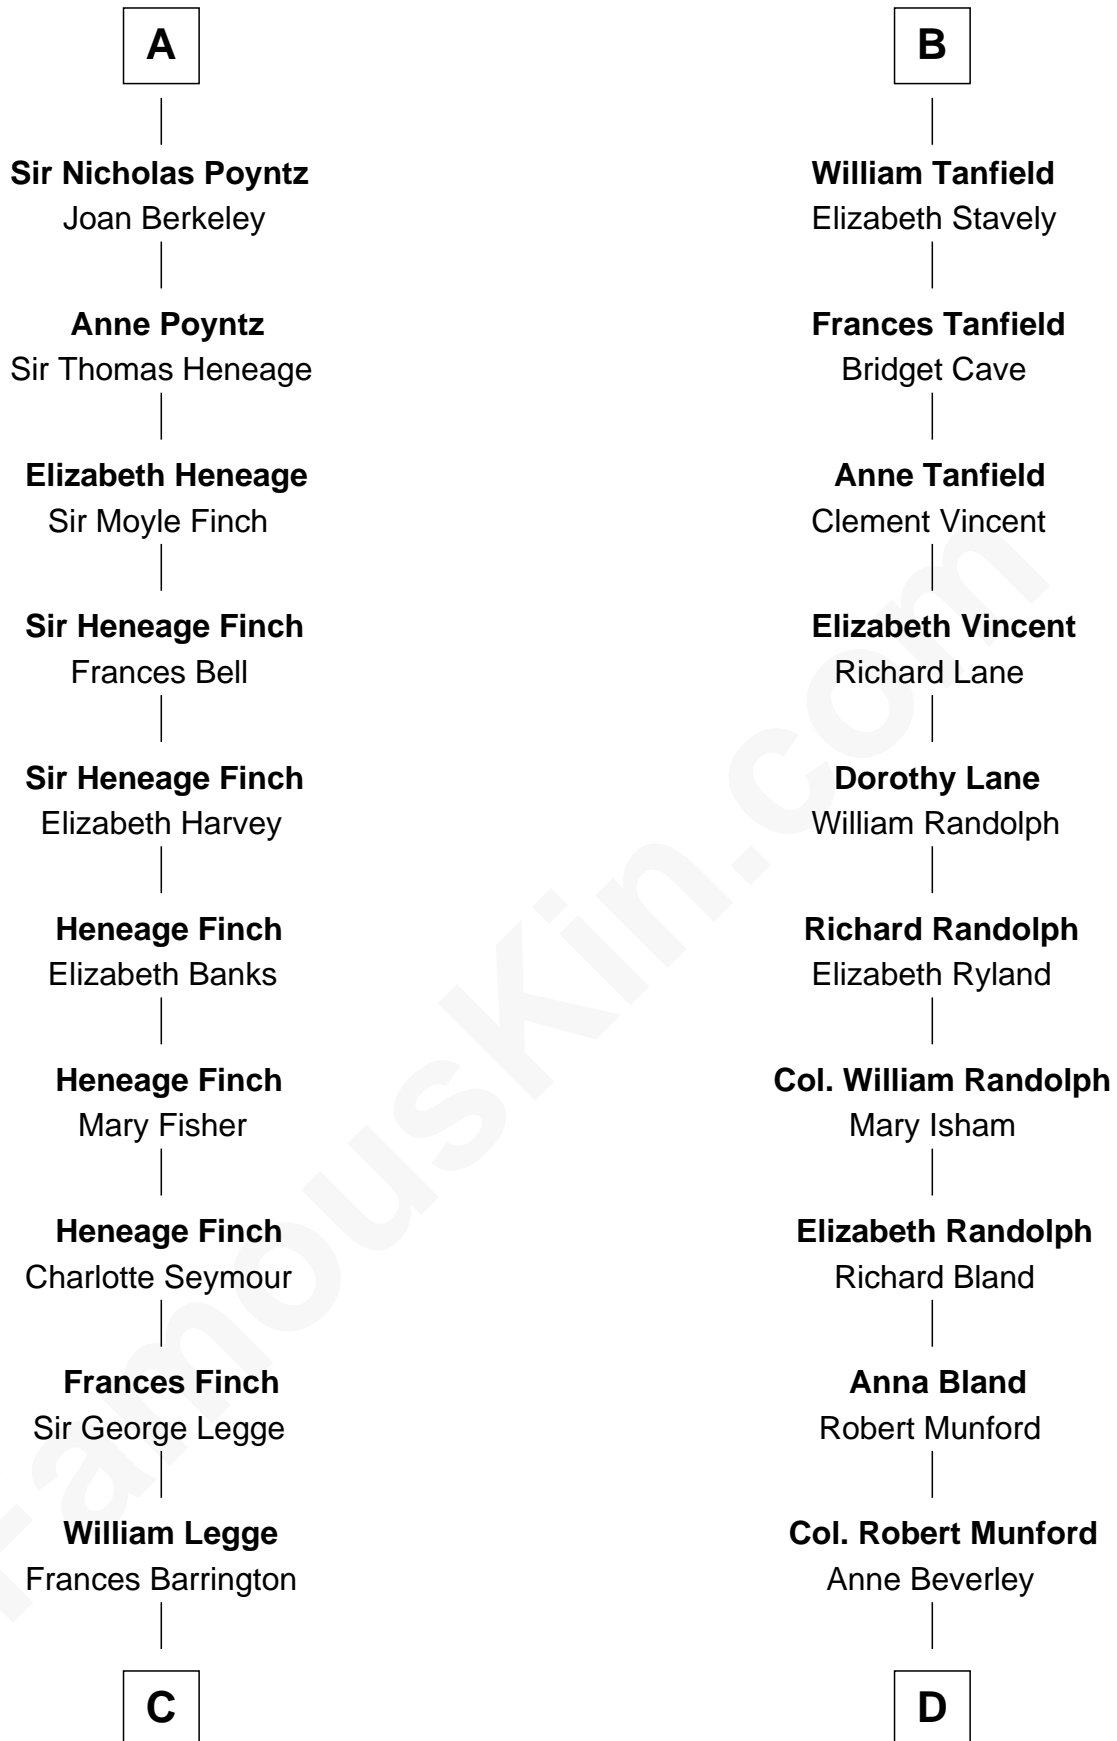 A
Sir Nicholas Poyntz
Joan Berkeley
Anne Poyntz
Sir Thomas Heneage
Elizabeth Heneage
Sir Moyle Finch
Sir Heneage Finch
Frances Bell
Sir Heneage Finch
Elizabeth Harvey
Heneage Finch
Elizabeth Banks
Heneage Finch
Mary Fisher
Heneage Finch
Charlotte Seymour
Frances Finch
Sir George Legge
William Legge
Frances Barrington
C
B
William Tanfield
Elizabeth Stavely
Frances Tanfield
Bridget Cave
Anne Tanfield
Clement Vincent
Elizabeth Vincent
Richard Lane
Dorothy Lane
William Randolph
Richard Randolph
Elizabeth Ryland
Col. William Randolph
Mary Isham
Elizabeth Randolph
Richard Bland
Anna Bland
Robert Munford
Col. Robert Munford
Anne Beverley
D
FamousKin.com